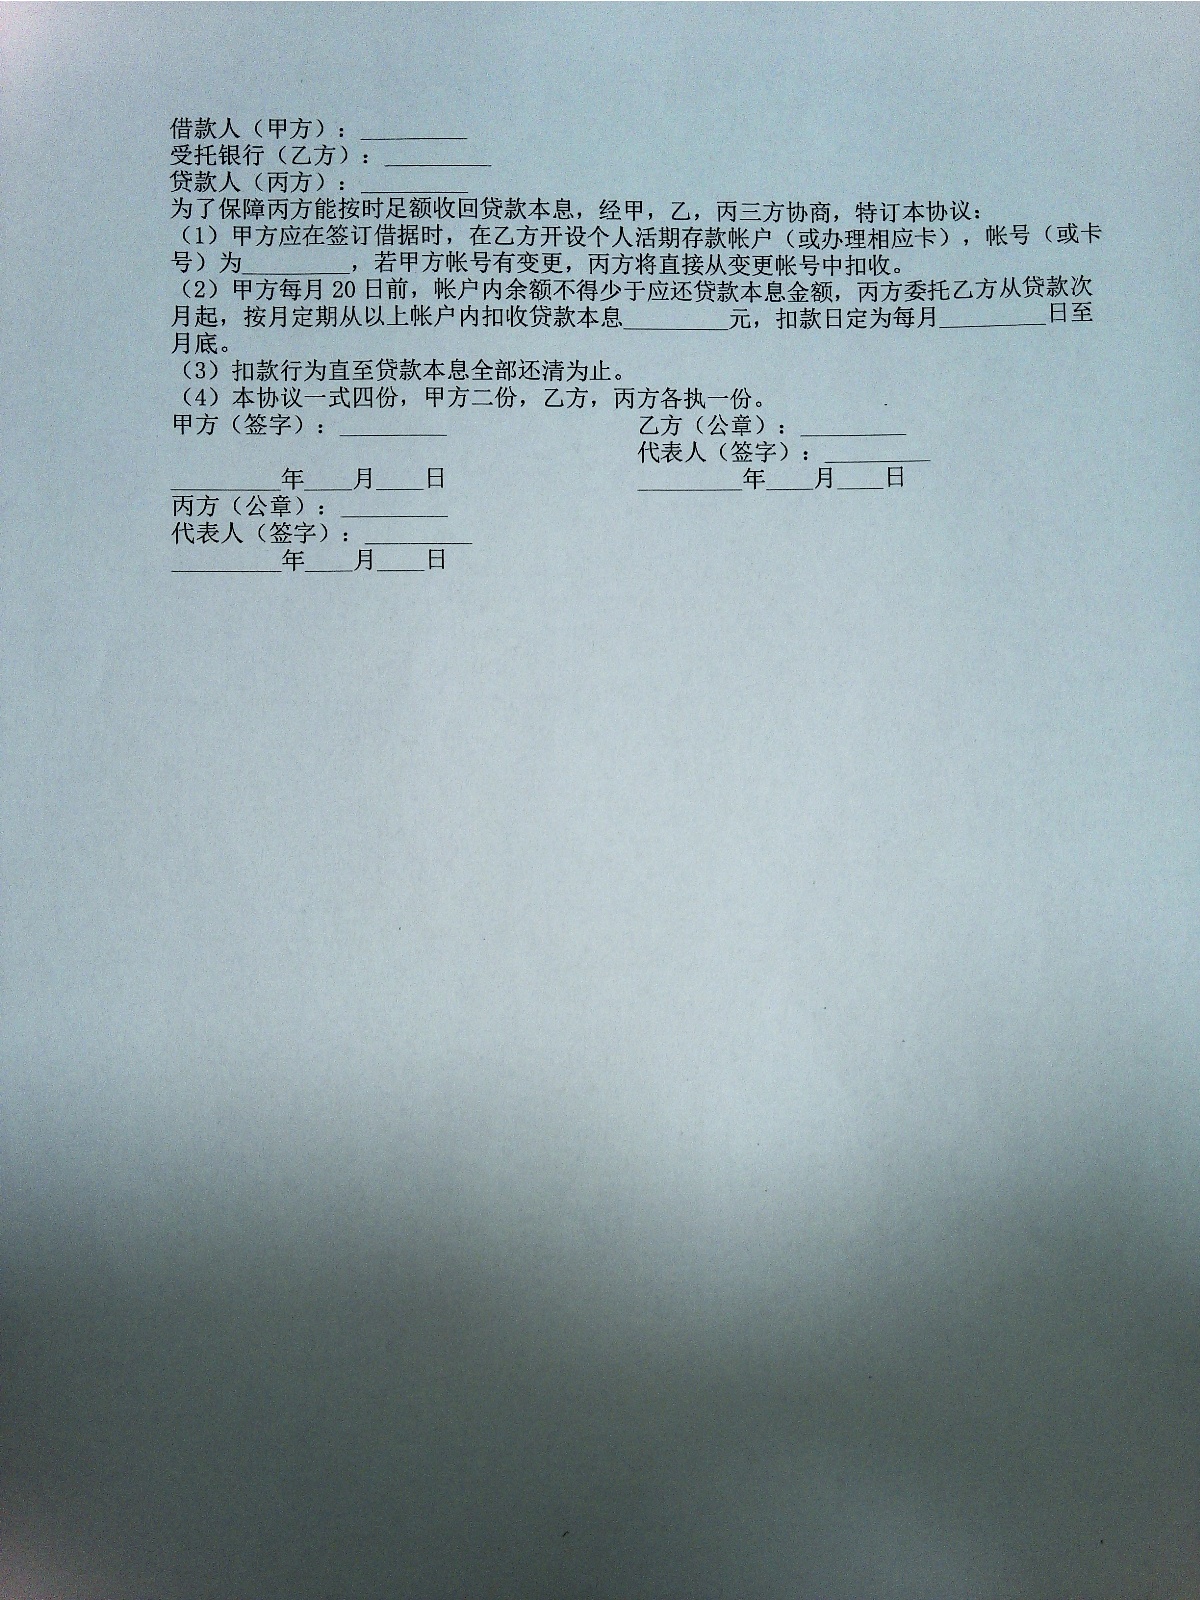 借款人（甲方）：_________
受托银行（乙方）：_________
贷款人（丙方）：_________
为了保障丙方能按时足额收回贷款本息，经甲，乙，丙三方协商，特订本协议：
（1）甲方应在签订借据时，在乙方开设个人活期存款帐户（或办理相应卡），帐号（或卡
号）为_________，若甲方帐号有变更，丙方将直接从变更帐号中扣收。
（2）甲方每月20日前，帐户内余额不得少于应还贷款本息金额，丙方委托乙方从贷款次
月起，按月定期从以上帐户内扣收贷款本息_________元，扣款日定为每月_________日至
月底。
（3）扣款行为直至贷款本息全部还清为止。
（4）本协议一式四份，甲方二份，乙方，丙方各执一份。
甲方（签字）：_________ 乙方（公章）：_________
代表人（签字）：_________
_________年____月____日 _________年____月____日
丙方（公章）：_________
代表人（签字）：_________
_________年____月____日